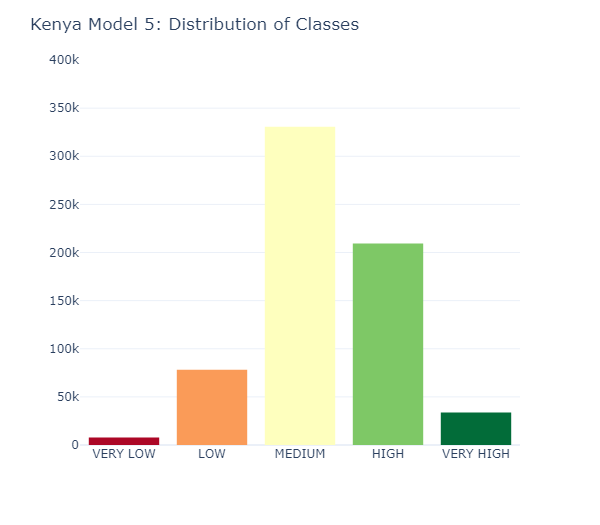 Kenya Model 5: Distribution of Classes
400k
350k
300k
250k
200k
150k
100k
50k
0
VERY LOW LOW MEDIUM HIGH VERY HIGH